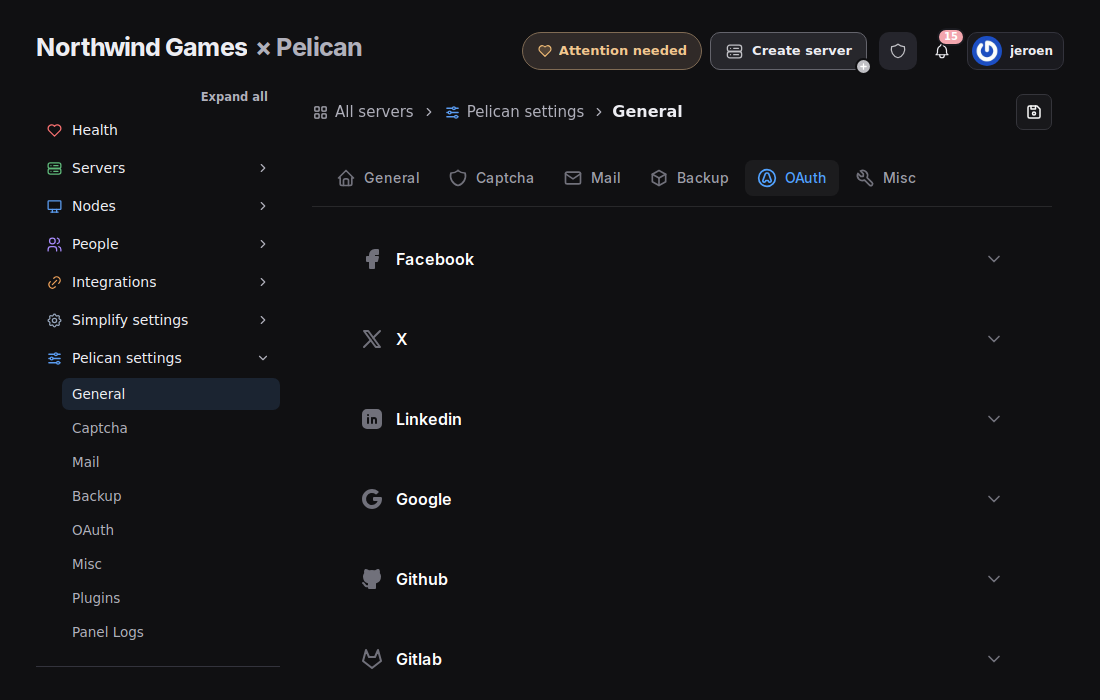 Northwind Games × Pelican
Attention needed
Create server
15
jeroen
Expand all
Health
Servers
Nodes
People
Integrations
Simplify settings
Pelican settings
General
Captcha
Mail
Backup
OAuth
Misc
Plugins
Panel Logs
All servers > Pelican settings > General
General Captcha Mail Backup OAuth Misc
Facebook
X
Linkedin
Google
Github
Gitlab